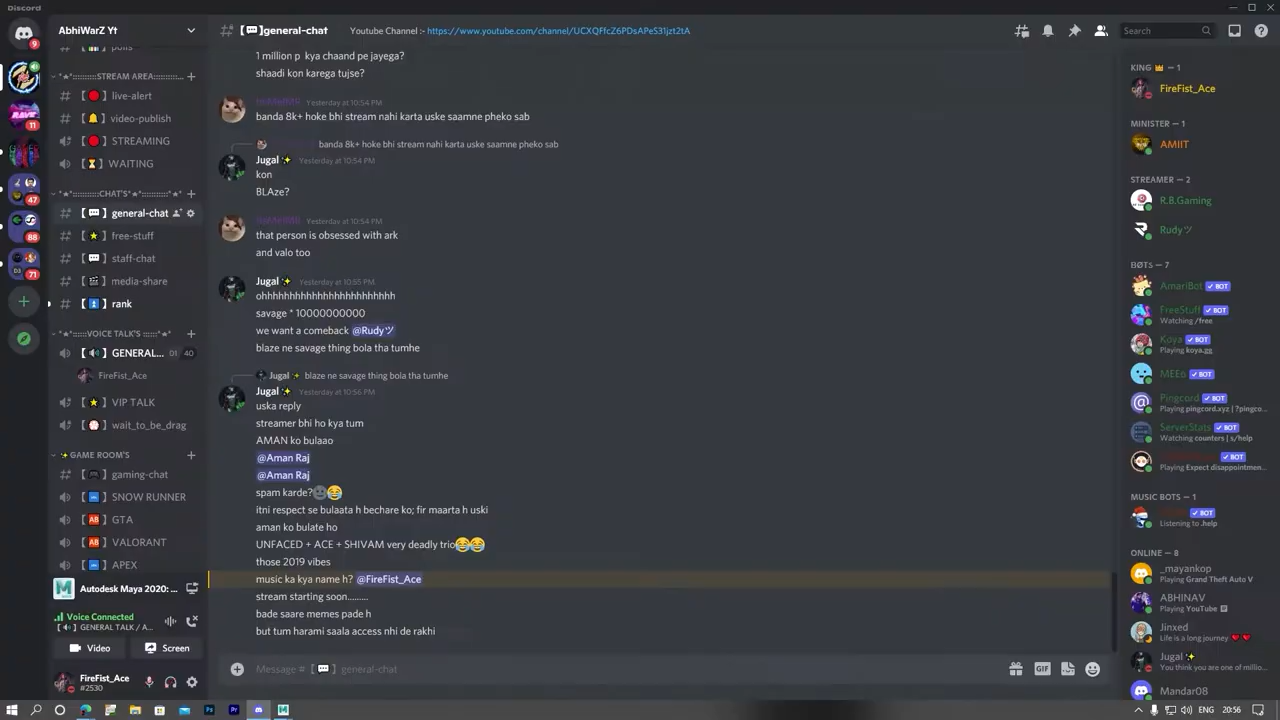 Discord
AbhiWarZ Yt
general-chat
Youtube Channel :- https://www.youtube.com/channel/UCXQFfcZ6PDsAPeS31jzt2tA
Search
9
11
47
88
71
polls
STREAM AREA
live-alert
video-publish
STREAMING
WAITING
CHAT'S
general-chat
free-stuff
staff-chat
media-share
rank
VOICE TALK'S
GENERAL... 01 40
FireFist_Ace
VIP TALK
wait_to_be_drag
GAME ROOM'S
gaming-chat
SNOW RUNNER
GTA
VALORANT
APEX
Autodesk Maya 2020: ...
Voice Connected
GENERAL TALK / A...
Video
Screen
FireFist_Ace
#2530
1 million p kya chaand pe jayega?
shaadi kon karega tujse?
Yesterday at 10:54 PM
banda 8k+ hoke bhi stream nahi karta uske saamne pheko sab
banda 8k+ hoke bhi stream nahi karta uske saamne pheko sab
Jugal ✨ Yesterday at 10:54 PM
kon
BLAze?
Yesterday at 10:54 PM
that person is obsessed with ark
and valo too
Jugal ✨ Yesterday at 10:55 PM
ohhhhhhhhhhhhhhhhhhhhhhh
savage * 10000000000
we want a comeback @Rudyツ
blaze ne savage thing bola tha tumhe
Jugal ✨ blaze ne savage thing bola tha tumhe
Jugal ✨ Yesterday at 10:56 PM
uska reply
streamer bhi ho kya tum
AMAN ko bulaao
@Aman Raj
@Aman Raj
spam karde?😐😂
itni respect se bulaata h bechare ko; fir maarta h uski
aman ko bulate ho
UNFACED + ACE + SHIVAM very deadly trio😂😂
those 2019 vibes
music ka kya name h? @FireFist_Ace
stream starting soon.........
bade saare memes pade h
but tum harami saala access nhi de rakhi
Message # [💬] general-chat
GIF
KING 👑 — 1
FireFist_Ace
MINISTER — 1
AMIIT
STREAMER — 2
R.B.Gaming
Rudyツ
BØTS — 7
AmariBot ✓ BOT
FreeStuff ✓ BOT
Watching /free
Koya ✓ BOT
Playing koya.gg
MEE6 ✓ BOT
Pingcord ✓ BOT
Playing pingcord.xyz | ?pingco...
ServerStats ✓ BOT
Watching counters | s/help
✓ BOT
Playing Expect disappointmen...
MUSIC BOTS — 1
✓ BOT
Listening to .help
ONLINE — 8
_mayankop
Playing Grand Theft Auto V
ABHINAV
Playing YouTube
Jinxed
Life is a long journey ❤️❤️
Jugal ✨
You think you are one of millio...
Mandar08
ENG
20:56